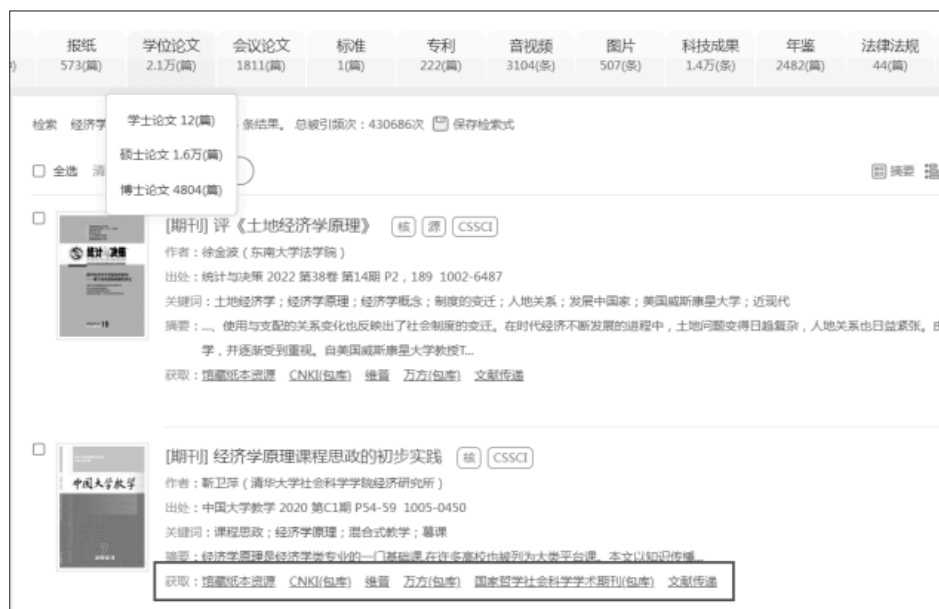 报纸 学位论文 会议论文 标准 专利 音视频 图片 科技成果 年鉴 法律法规
573(篇) 2.1万(篇) 1811(篇) 1(篇) 222(篇) 3104(条) 507(条) 1.4万(条) 2482(篇) 44(篇)
学士论文 12(篇)
硕士论文 1.6万(篇)
博士论文 4804(篇)
检索 经济学 条结果。总被引频次：430686次 保存检索式
全选 清 摘要
[期刊] 评《土地经济学原理》 核 源 CSSCI
作者：徐金波（东南大学法学院）
出处：统计与决策 2022 第38卷 第14期 P2，189 1002-6487
关键词：土地经济学；经济学原理；经济学概念；制度的变迁；人地关系；发展中国家；美国威斯康星大学；近现代
摘要：...、使用与支配的关系变化也反映出了社会制度的变迁。在时代经济不断发展的进程中，土地问题变得日趋复杂，人地关系也日益紧张。由
学，并逐渐受到重视。自美国威斯康星大学教授T...
获取：馆藏纸本资源 CNKI(包库) 维普 万方(包库) 文献传递
统计与决策
[期刊] 经济学原理课程思政的初步实践 核 CSSCI
作者：靳卫萍（清华大学社会科学学院经济研究所）
出处：中国大学教学 2020 第C1期 P54-59 1005-0450
关键词：课程思政；经济学原理；混合式教学；慕课
摘要：经济学原理是经济学类专业的一门基础课,在许多高校也被列为大类平台课。本文以知识传播...
获取：馆藏纸本资源 CNKI(包库) 维普 万方(包库) 国家哲学社会科学学术期刊(包库) 文献传递
中国大学教学